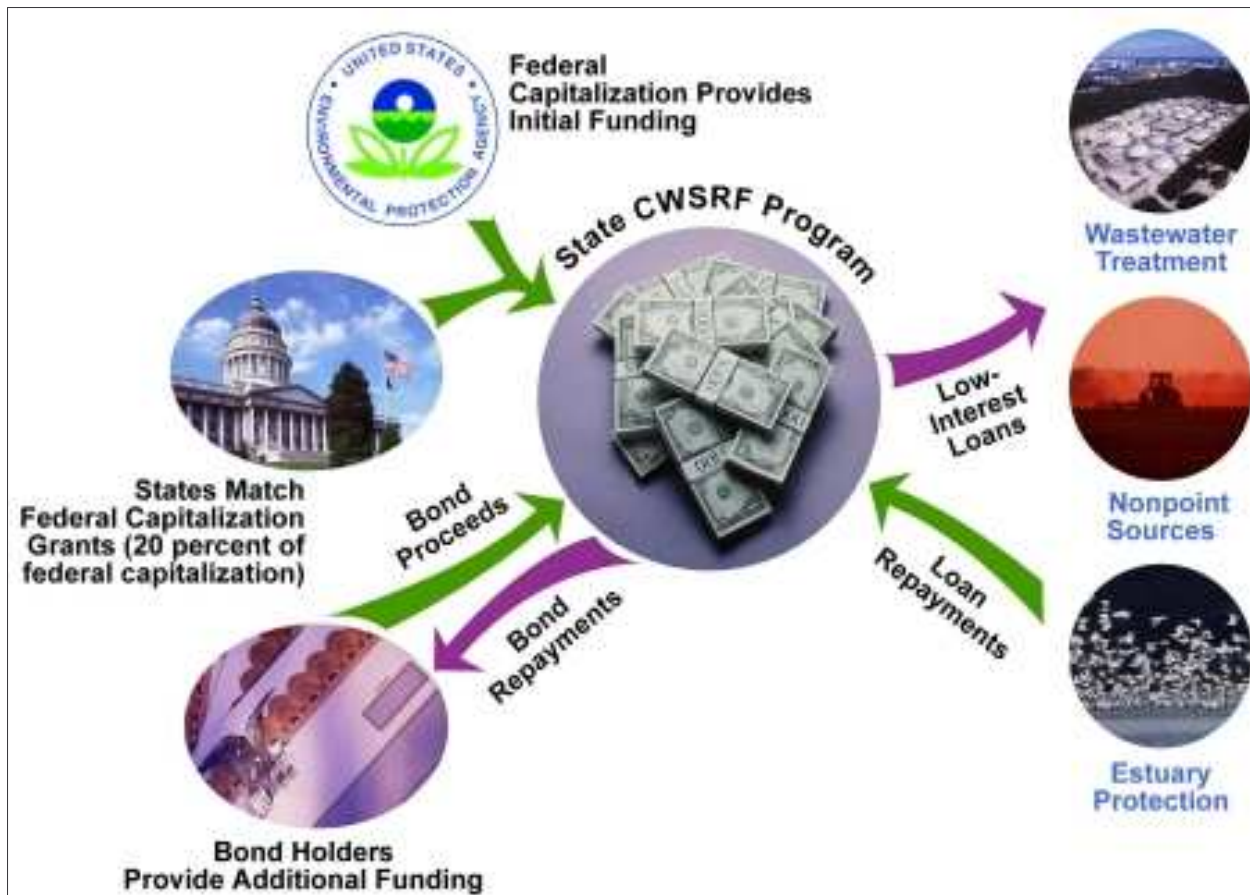 UNITED STATES
ENVIRONMENTAL PROTECTION AGENCY
Federal
Capitalization Provides
Initial Funding
State CWSRF Program
Wastewater
Treatment
States Match
Federal Capitalization
Grants (20 percent of
federal capitalization)
Low-
Interest
Loans
Nonpoint
Sources
Bond
Proceeds
Bond
Repayments
Loan
Repayments
Estuary
Protection
Bond Holders
Provide Additional Funding